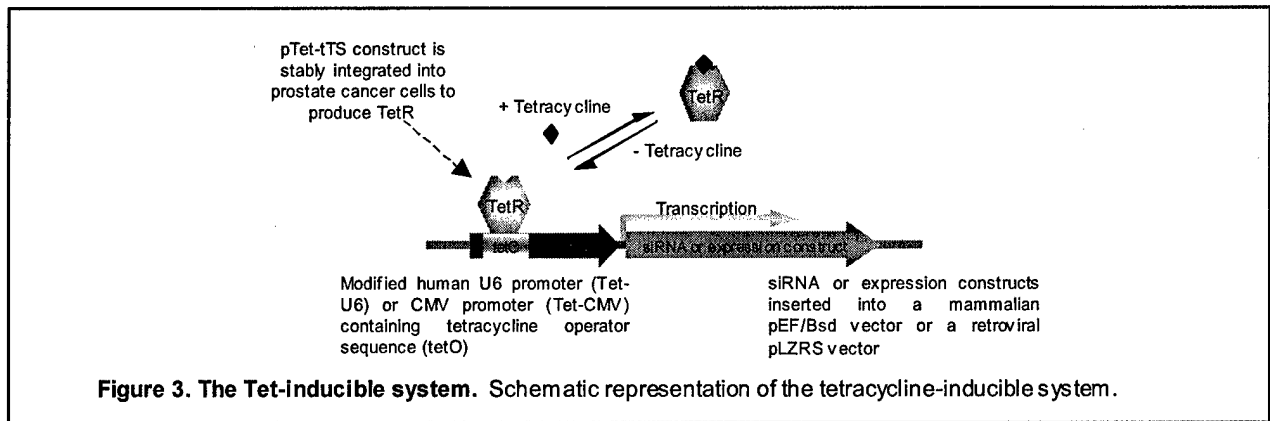 pTet-tTS construct is
stably integrated into
prostate cancer cells to
produce TetR
+ Tetracycline
TetR
- Tetracycline
TetR
Transcription
tetO
siRNA or expression construct
Modified human U6 promoter (Tet-
U6) or CMV promoter (Tet-CMV)
containing tetracycline operator
sequence (tetO)
siRNA or expression constructs
inserted into a mammalian
pEF/Bsd vector or a retroviral
pLZRS vector
Figure 3. The Tet-inducible system. Schematic representation of the tetracycline-inducible system.